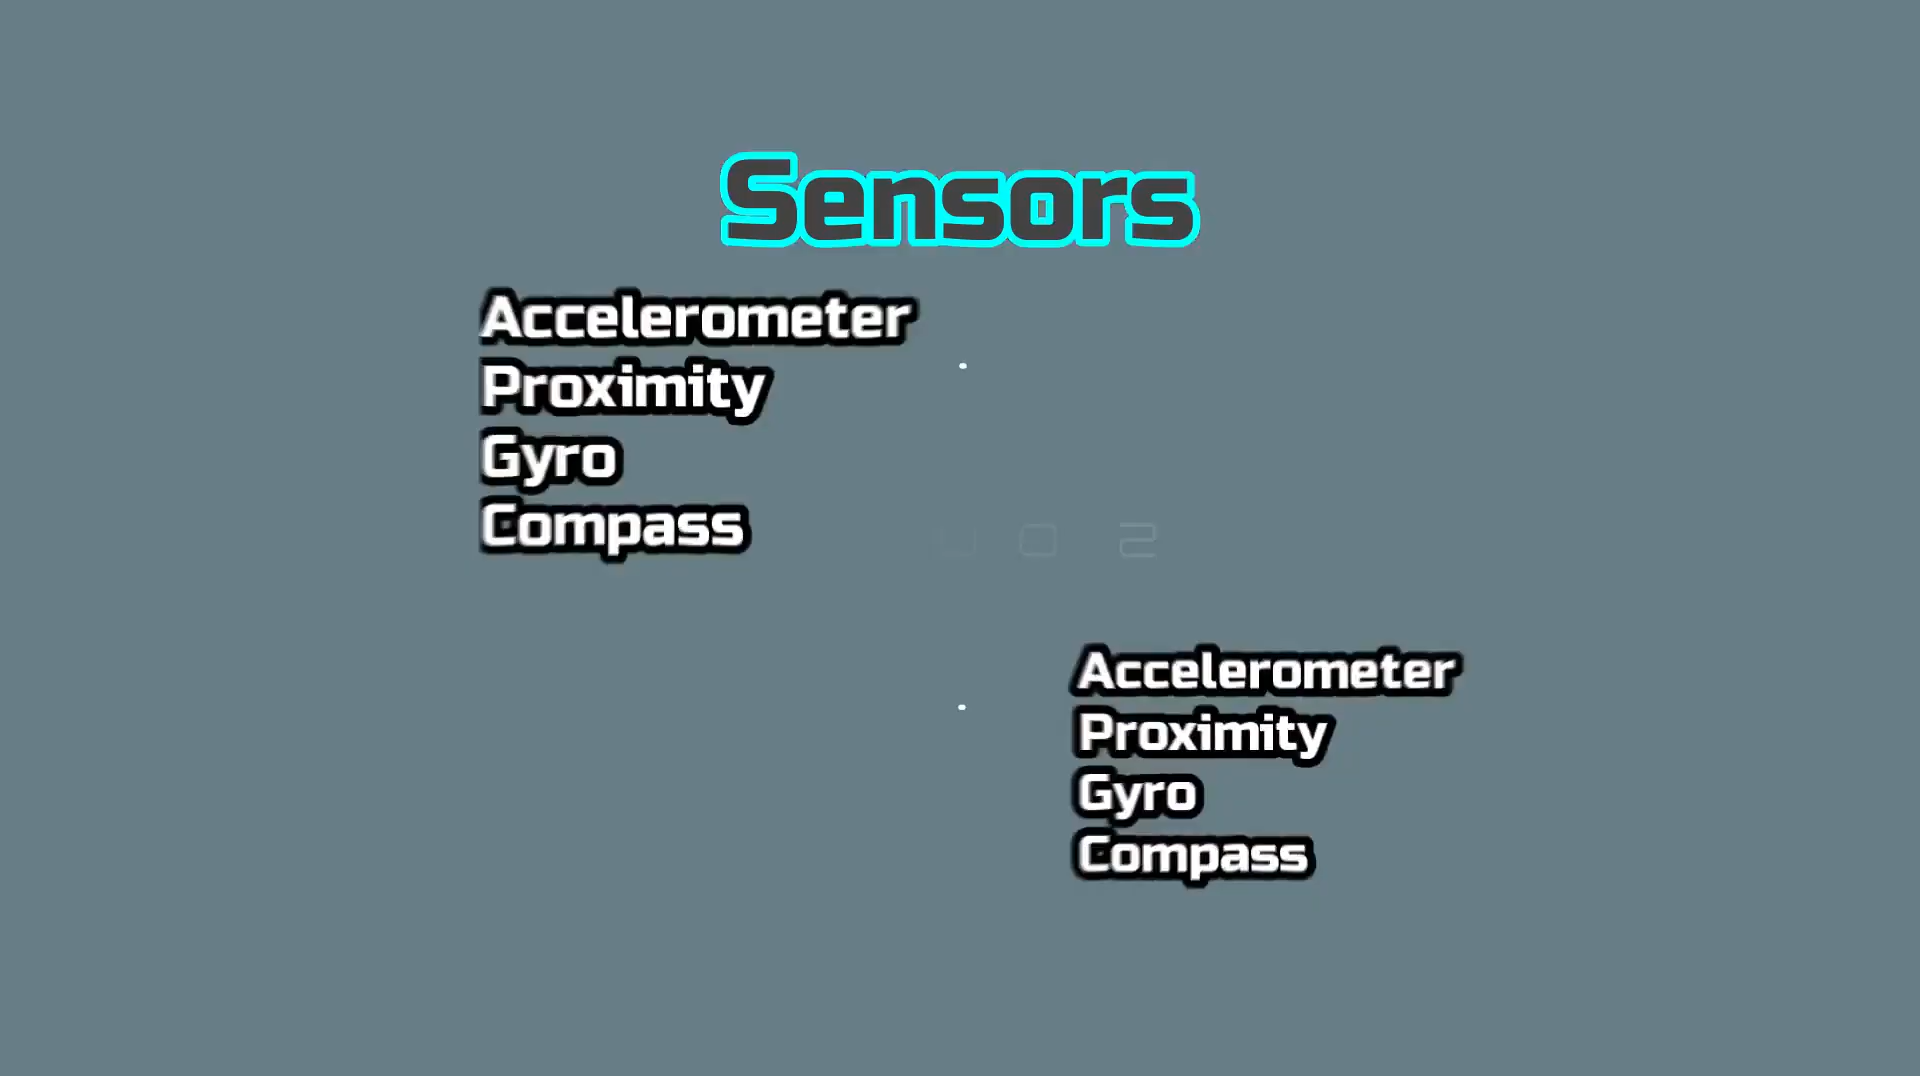 Sensors
Accelerometer
Proximity
Gyro
Compass
Accelerometer
Proximity
Gyro
Compass